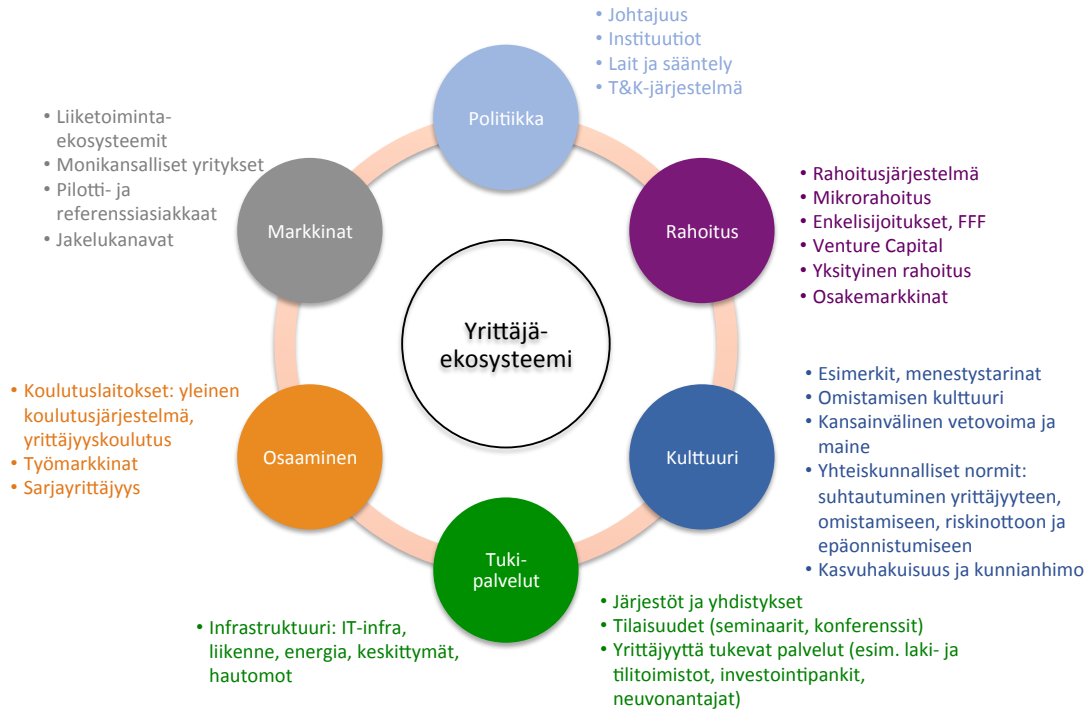 • Johtajuus
• Instituutiot
• Lait ja sääntely
• T&K-järjestelmä
Politiikka
• Liiketoiminta-
ekosysteemit
• Monikansalliset yritykset
• Pilotti- ja
referenssiasiakkaat
• Jakelukanavat
Markkinat
Rahoitus
• Rahoitusjärjestelmä
• Mikrorahoitus
• Enkelisijoitukset, FFF
• Venture Capital
• Yksityinen rahoitus
• Osakemarkkinat
Yrittäjä-
ekosysteemi
• Koulutuslaitokset: yleinen
koulutusjärjestelmä,
yrittäjyyskoulutus
• Työmarkkinat
• Sarjayrittäjyys
Osaaminen
Kulttuuri
• Esimerkit, menestystarinat
• Omistamisen kulttuuri
• Kansainvälinen vetovoima ja
maine
• Yhteiskunnalliset normit:
suhtautuminen yrittäjyyteen,
omistamiseen, riskinottoon ja
epäonnistumiseen
• Kasvuhakuisuus ja kunnianhimo
Tuki-
palvelut
• Infrastruktuuri: IT-infra,
liikenne, energia, keskittymät,
hautomot
• Järjestöt ja yhdistykset
• Tilaisuudet (seminaarit, konferenssit)
• Yrittäjyyttä tukevat palvelut (esim. laki- ja
tilitoimistot, investointipankit,
neuvonantajat)